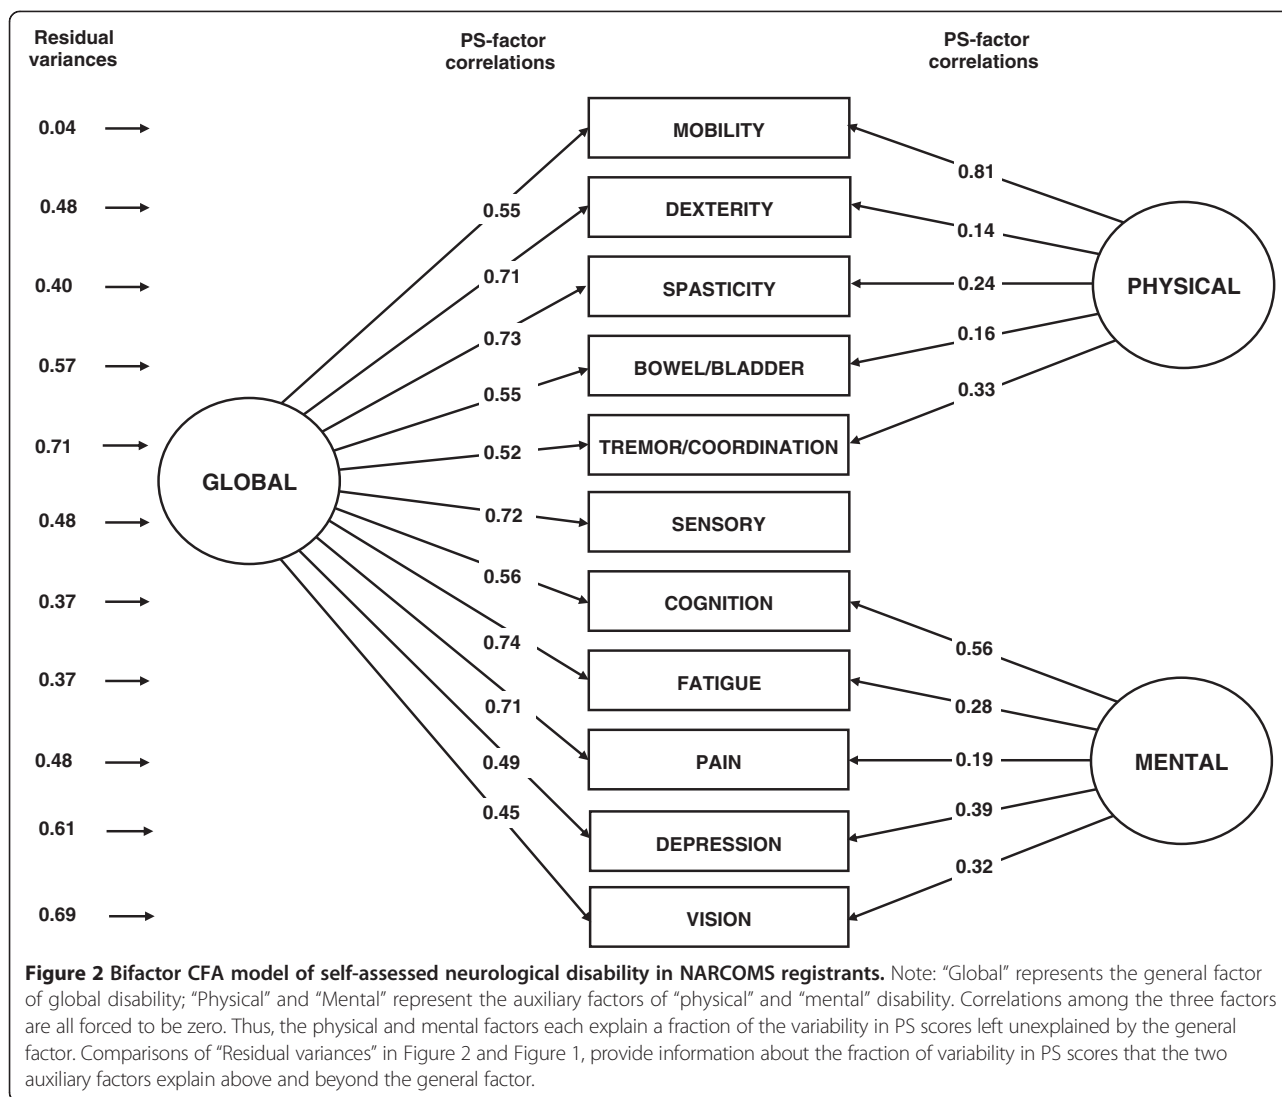 Residual
variances
PS-factor
correlations
PS-factor
correlations
0.04
MOBILITY
0.81
0.48
0.55
DEXTERITY
0.14
0.40
0.71
SPASTICITY
0.24
PHYSICAL
0.57
0.73
BOWEL/BLADDER
0.16
0.55
0.33
0.71
0.52
TREMOR/COORDINATION
GLOBAL
0.48
0.72
SENSORY
0.37
0.56
COGNITION
0.56
0.37
0.74
FATIGUE
0.28
0.71
0.48
0.49
PAIN
0.19
MENTAL
0.61
0.45
DEPRESSION
0.39
0.32
0.69
VISION
Figure 2 Bifactor CFA model of self-assessed neurological disability in NARCOMS registrants. Note: “Global” represents the general factor
of global disability; “Physical” and “Mental” represent the auxiliary factors of “physical” and “mental” disability. Correlations among the three factors
are all forced to be zero. Thus, the physical and mental factors each explain a fraction of the variability in PS scores left unexplained by the general
factor. Comparisons of “Residual variances” in Figure 2 and Figure 1, provide information about the fraction of variability in PS scores that the two
auxiliary factors explain above and beyond the general factor.